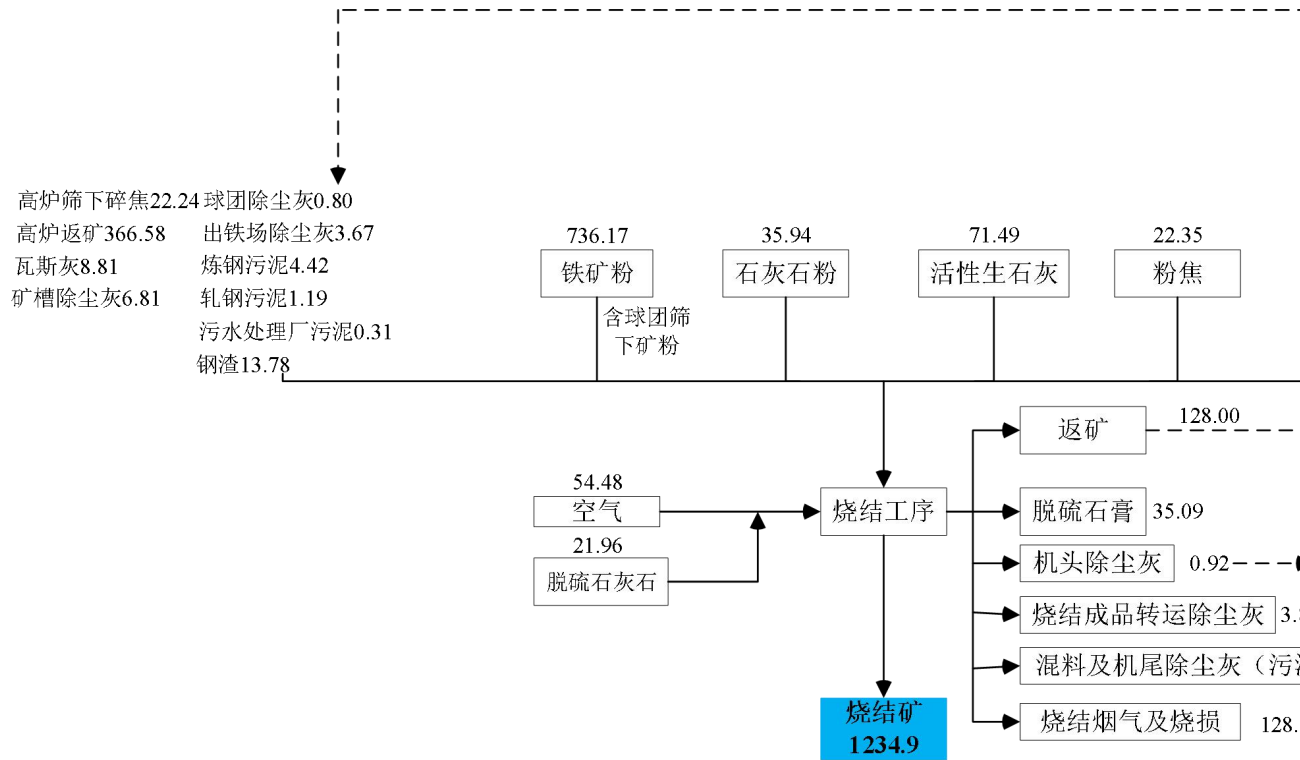 高炉筛下碎焦22.24 球团除尘灰0.80
高炉返矿366.58 出铁场除尘灰3.67
瓦斯灰8.81 炼钢污泥4.42
矿槽除尘灰6.81 轧钢污泥1.19
污水处理厂污泥0.31
钢渣13.78
736.17 35.94 71.49 22.35
铁矿粉 石灰石粉 活性生石灰 粉焦
含球团筛
下矿粉
返矿 128.00
54.48
空气 烧结工序 脱硫石膏 35.09
21.96
脱硫石灰石
机头除尘灰 0.92
烧结成品转运除尘灰 3.
混料及机尾除尘灰（污
烧结烟气及烧损 128.
烧结矿
1234.9